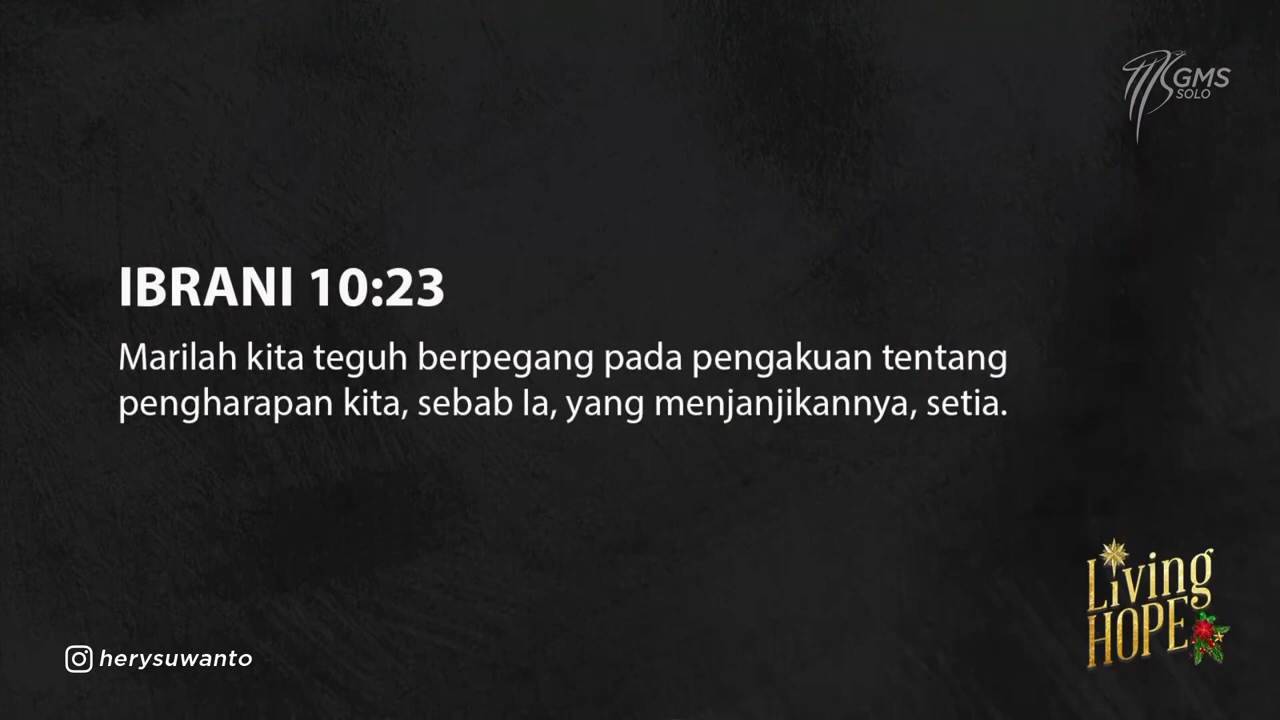 GMS
SOLO
IBRANI 10:23
Marilah kita teguh berpegang pada pengakuan tentang
pengharapan kita, sebab Ia, yang menjanjikannya, setia.
Living
HOPE
herysuwanto